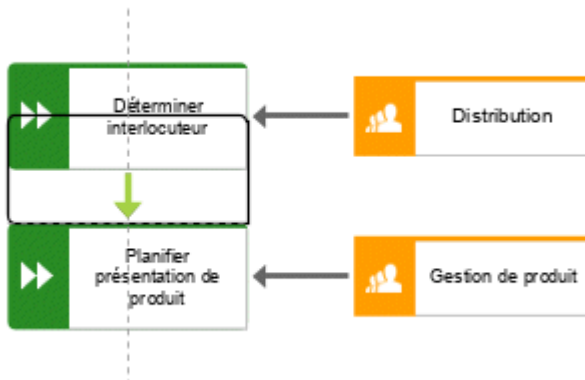 Déterminer
interlocuteur
Distribution
Planifier
présentation de
produit
Gestion de produit